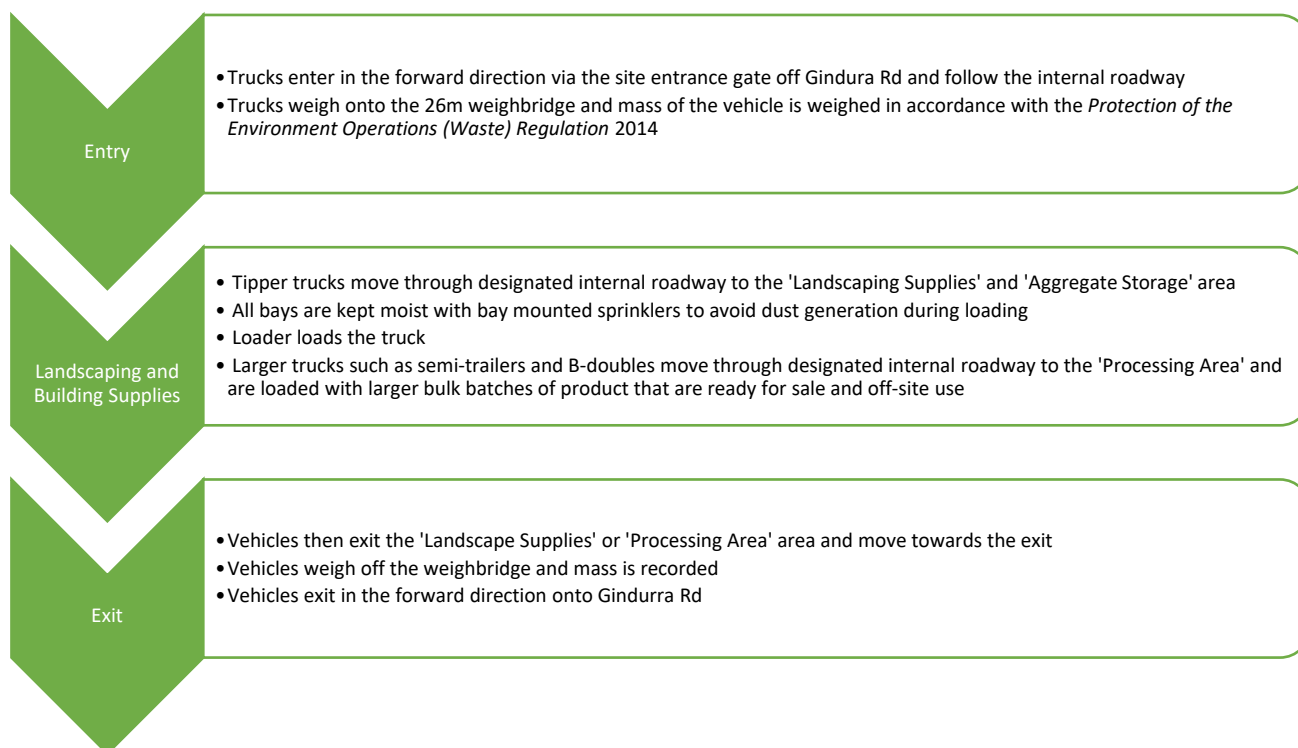 Entry
•Trucks enter in the forward direction via the site entrance gate off Gindura Rd and follow the internal roadway
•Trucks weigh onto the 26m weighbridge and mass of the vehicle is weighed in accordance with the Protection of the
Environment Operations (Waste) Regulation 2014
Landscaping and
Building Supplies
• Tipper trucks move through designated internal roadway to the 'Landscaping Supplies' and 'Aggregate Storage' area
• All bays are kept moist with bay mounted sprinklers to avoid dust generation during loading
• Loader loads the truck
• Larger trucks such as semi-trailers and B-doubles move through designated internal roadway to the 'Processing Area' and
are loaded with larger bulk batches of product that are ready for sale and off-site use
Exit
•Vehicles then exit the 'Landscape Supplies' or 'Processing Area' area and move towards the exit
•Vehicles weigh off the weighbridge and mass is recorded
•Vehicles exit in the forward direction onto Gindurra Rd